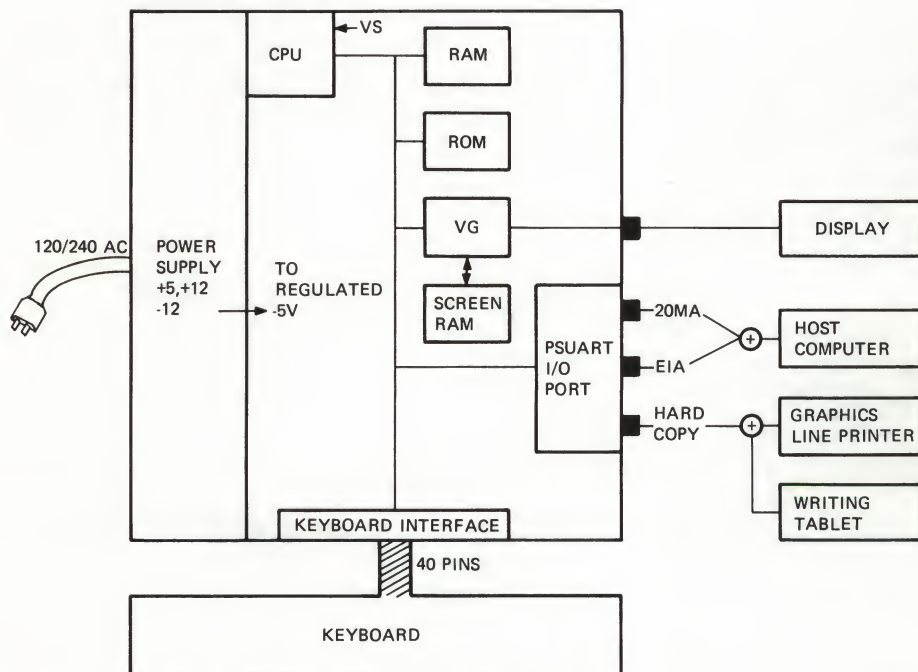 VS
CPU
RAM
ROM
VG
SCREEN
RAM
120/240 AC
POWER
SUPPLY
+5,+12
-12
TO
REGULATED
-5V
PSUART
I/O
PORT
20MA
EIA
HARD
COPY
DISPLAY
HOST
COMPUTER
GRAPHICS
LINE PRINTER
WRITING
TABLET
KEYBOARD INTERFACE
40 PINS
KEYBOARD